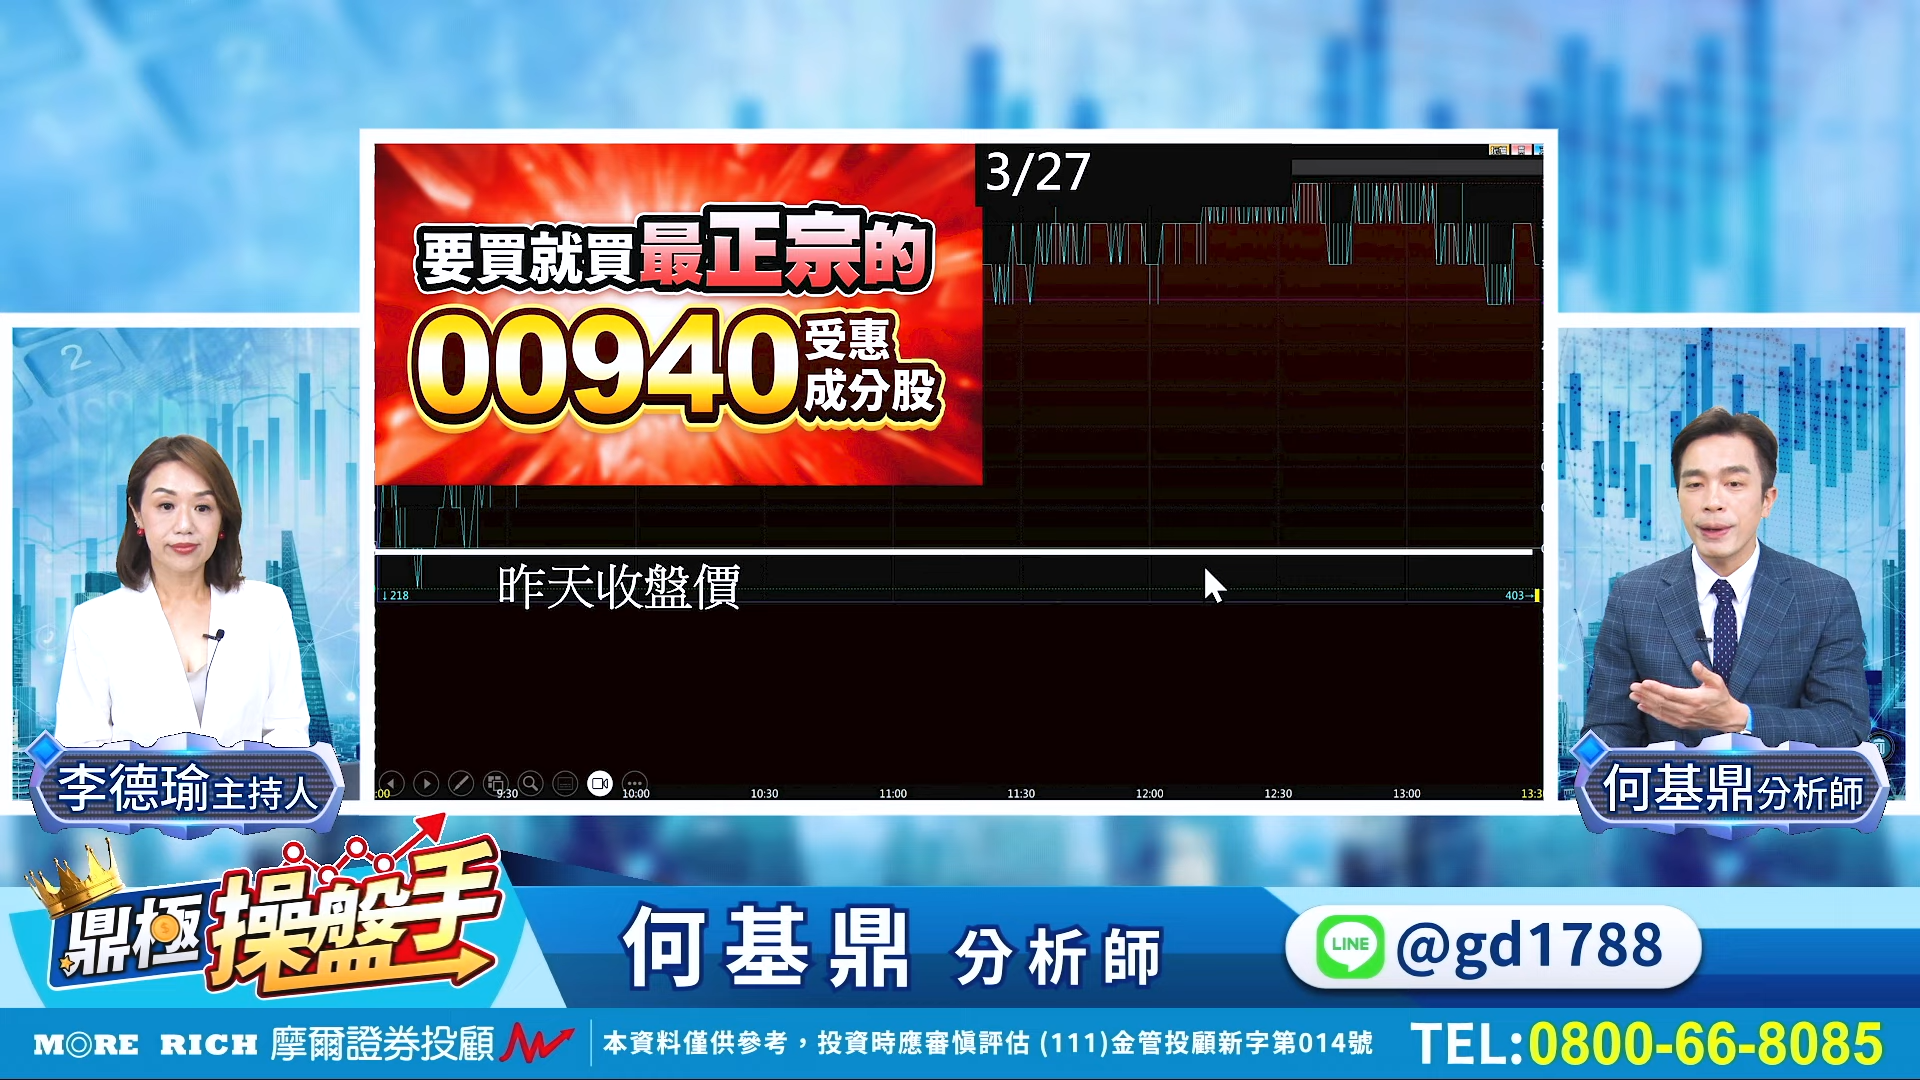 3/27
要買就買最正宗的
00940受惠成分股
昨天收盤價
↓218
403→
9:30 10:00 10:30 11:00 11:30 12:00 12:30 13:00
李德瑜主持人
何基鼎分析師
鼎極操盤手
何基鼎 分析師
LINE @gd1788
MORE RICH 摩爾證券投顧
本資料僅供參考,投資時應審慎評估 (111)金管投顧新字第014號
TEL:0800-66-8085